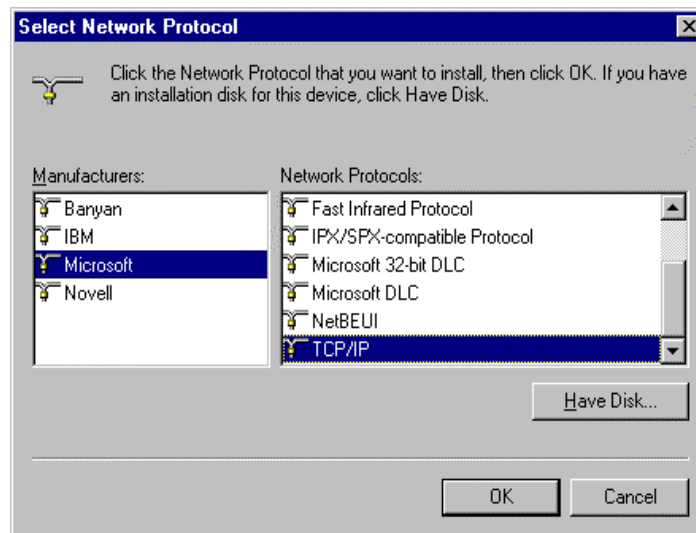 Select Network Protocol
Click the Network Protocol that you want to install, then click OK. If you have
an installation disk for this device, click Have Disk.
Manufacturers:
Banyan
IBM
Microsoft
Novell
Network Protocols:
Fast Infrared Protocol
IPX/SPX-compatible Protocol
Microsoft 32-bit DLC
Microsoft DLC
NetBEUI
TCP/IP
Have Disk...
OK
Cancel